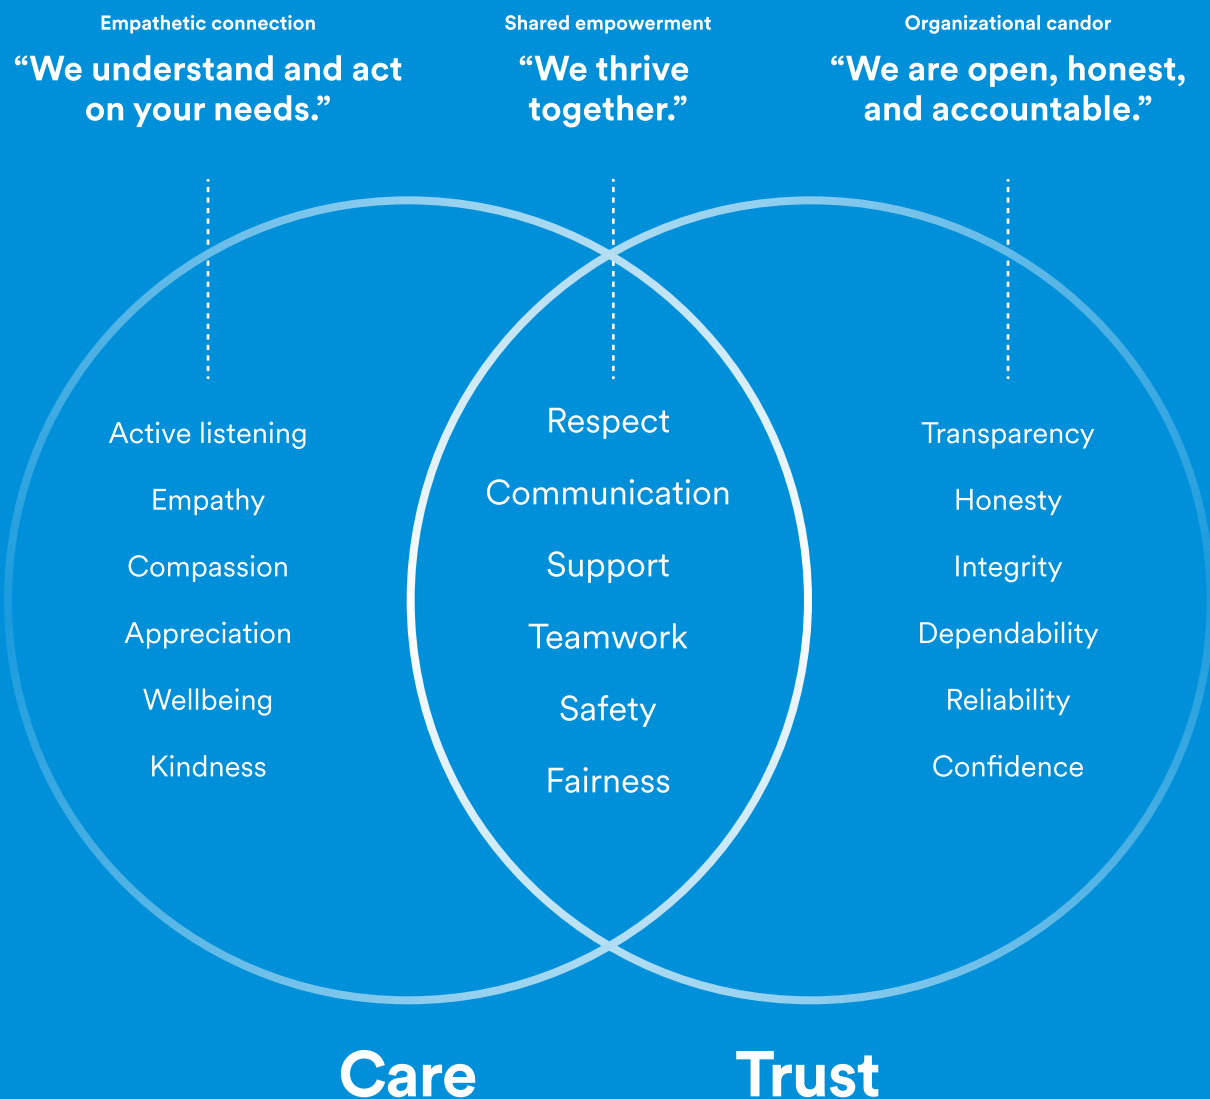 Empathetic connection
“We understand and act
on your needs.”
Shared empowerment
“We thrive
together.”
Organizational candor
“We are open, honest,
and accountable.”
Active listening
Empathy
Compassion
Appreciation
Wellbeing
Kindness
Respect
Communication
Support
Teamwork
Safety
Fairness
Transparency
Honesty
Integrity
Dependability
Reliability
Confidence
Care
Trust